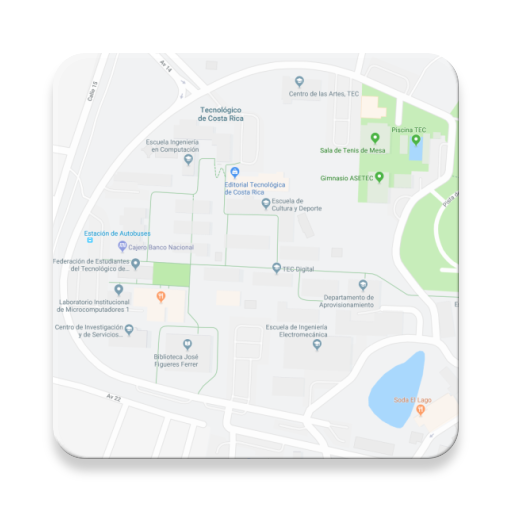 Av 16
Calle 15
Centro de las Artes, TEC
Tecnológico
de Costa Rica
Piscina TEC
Escuela Ingeniería
en Computación
Sala de Tenis de Mesa
Gimnasio ASETEC
Editorial Tecnológica
de Costa Rica
Escuela de
Cultura y Deporte
Estación de Autobuses
Cajero Banco Nacional
Federación de Estudiantes
del Tecnológico de...
TEC Digital
Departamento de
Aprovisionamiento
Laboratorio Institucional
de Microcomputadores 1
Centro de Investigación
y de Servicios...
Escuela de Ingeniería
Electromecánica
Biblioteca José
Figueres Ferrer
Av 22
Soda El Lago